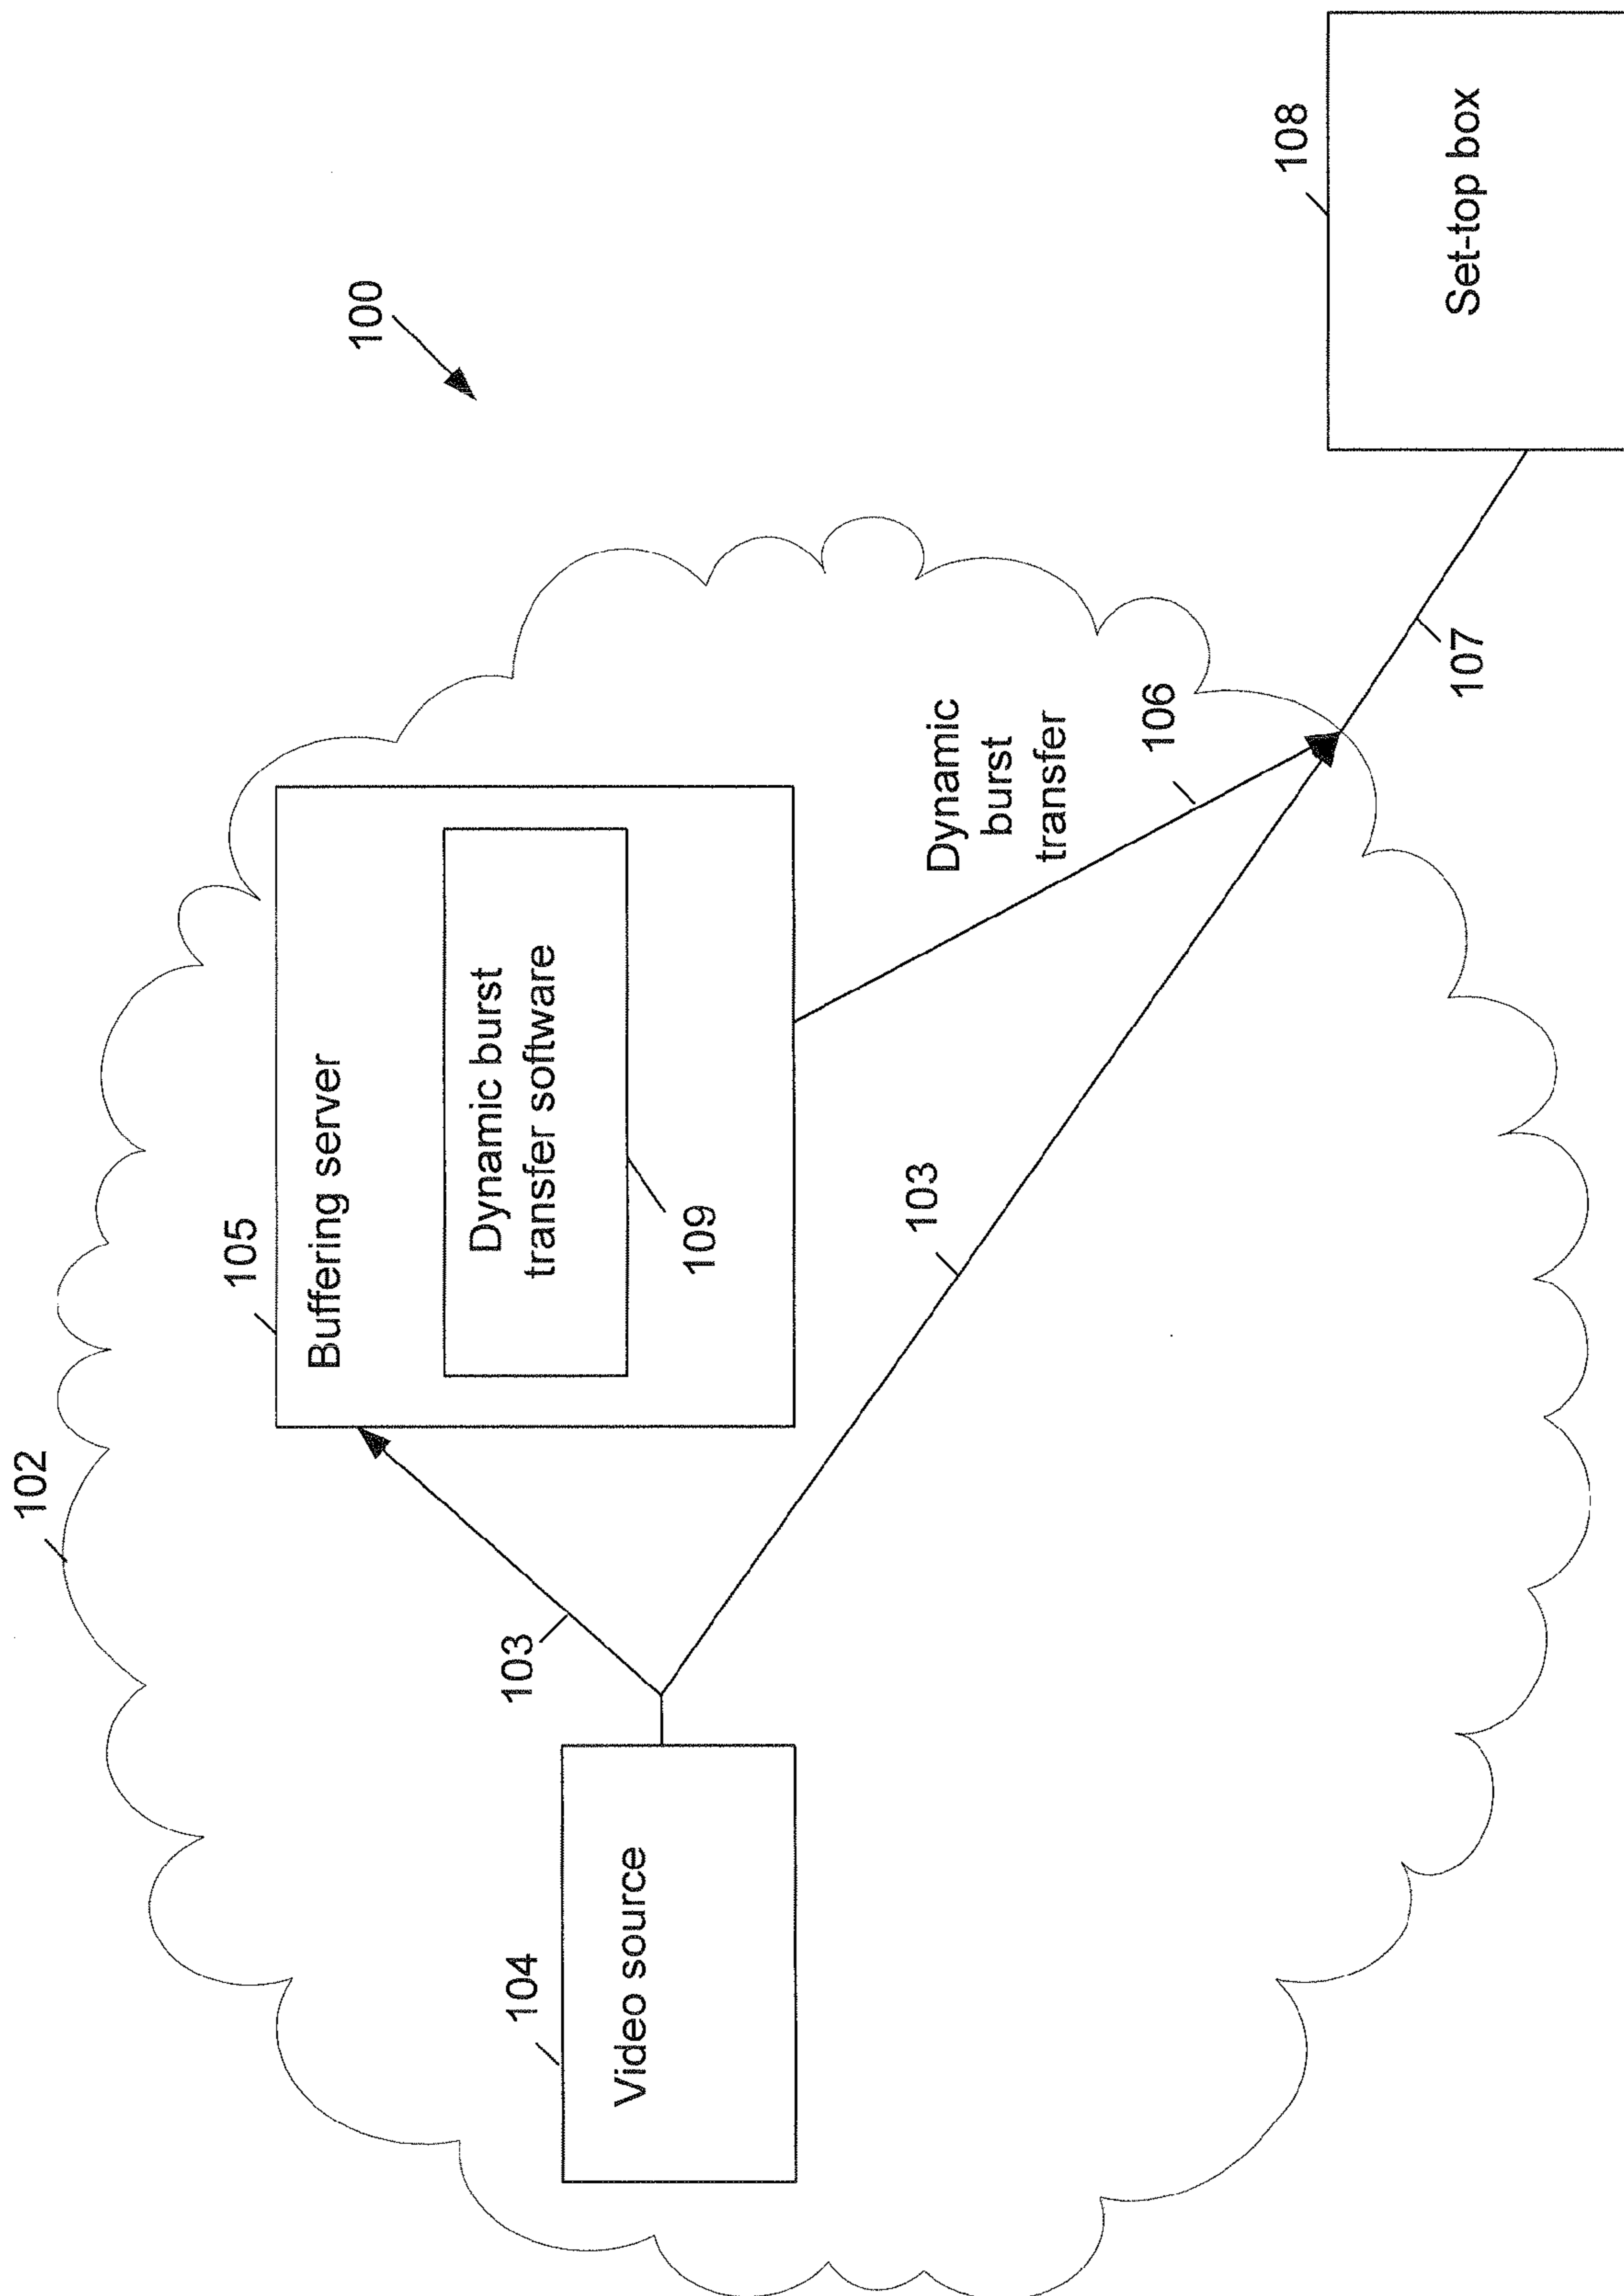 100
102
105
Buffering server
Dynamic burst
transfer software
109
103
104
Video source
103
Dynamic
burst
transfer
106
107
108
Set-top box